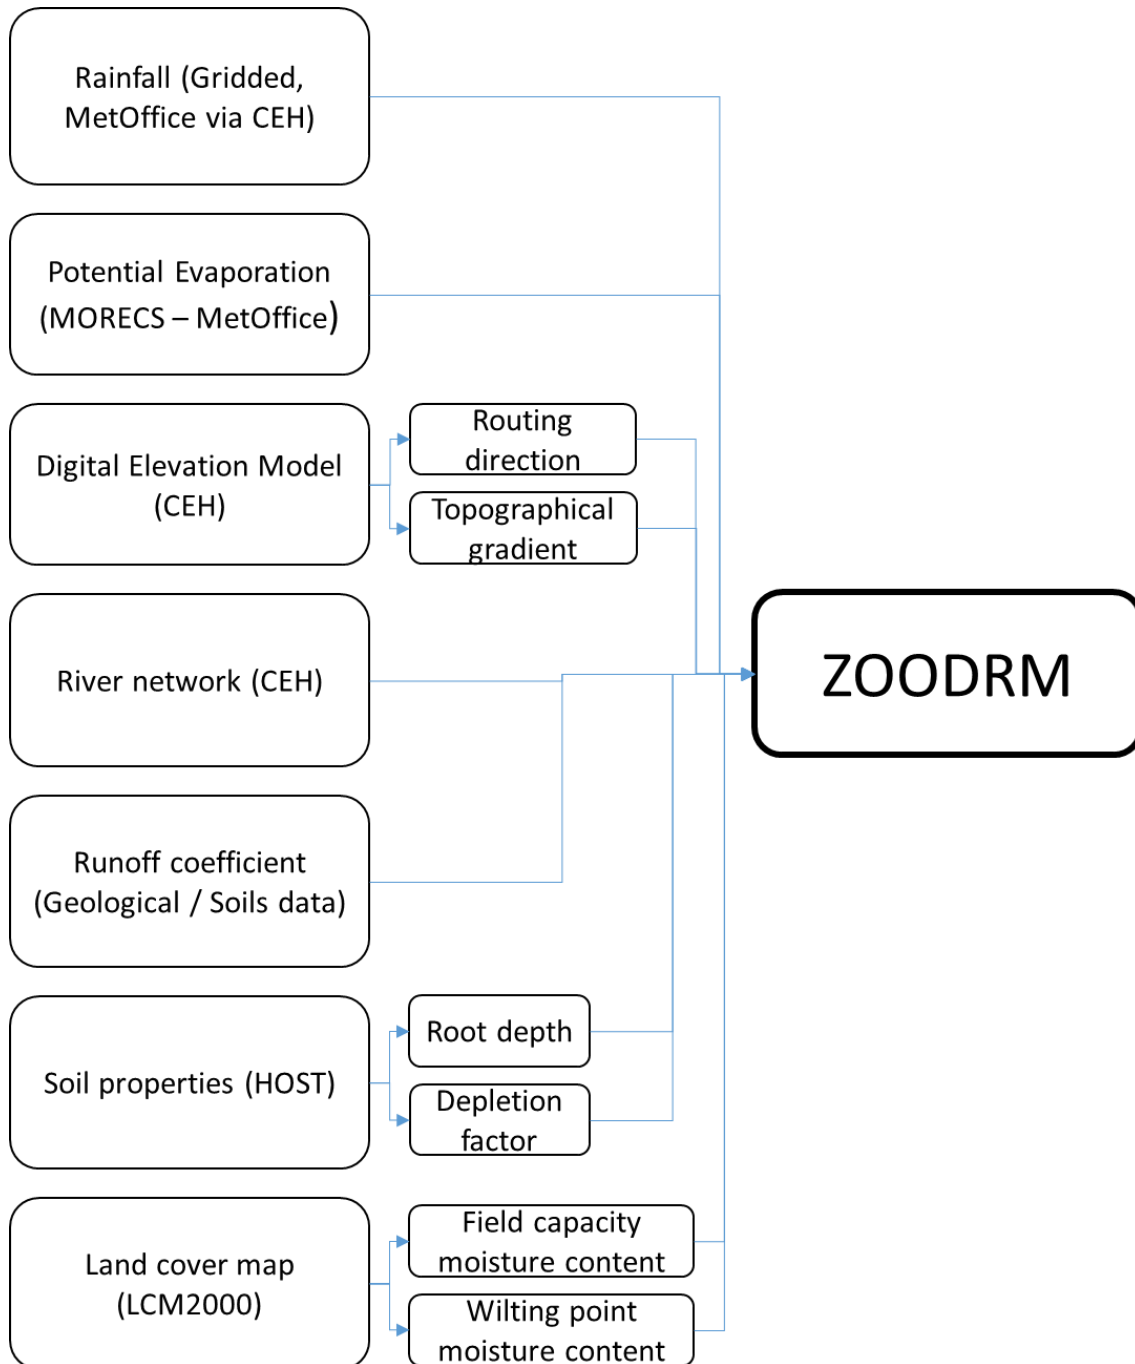 Rainfall (Gridded,
MetOffice via CEH)
Potential Evaporation
(MORECS – MetOffice)
Digital Elevation Model
(CEH)
Routing
direction
Topographical
gradient
River network (CEH)
ZOODRM
Runoff coefficient
(Geological / Soils data)
Soil properties (HOST)
Root depth
Depletion
factor
Land cover map
(LCM2000)
Field capacity
moisture content
Wilting point
moisture content